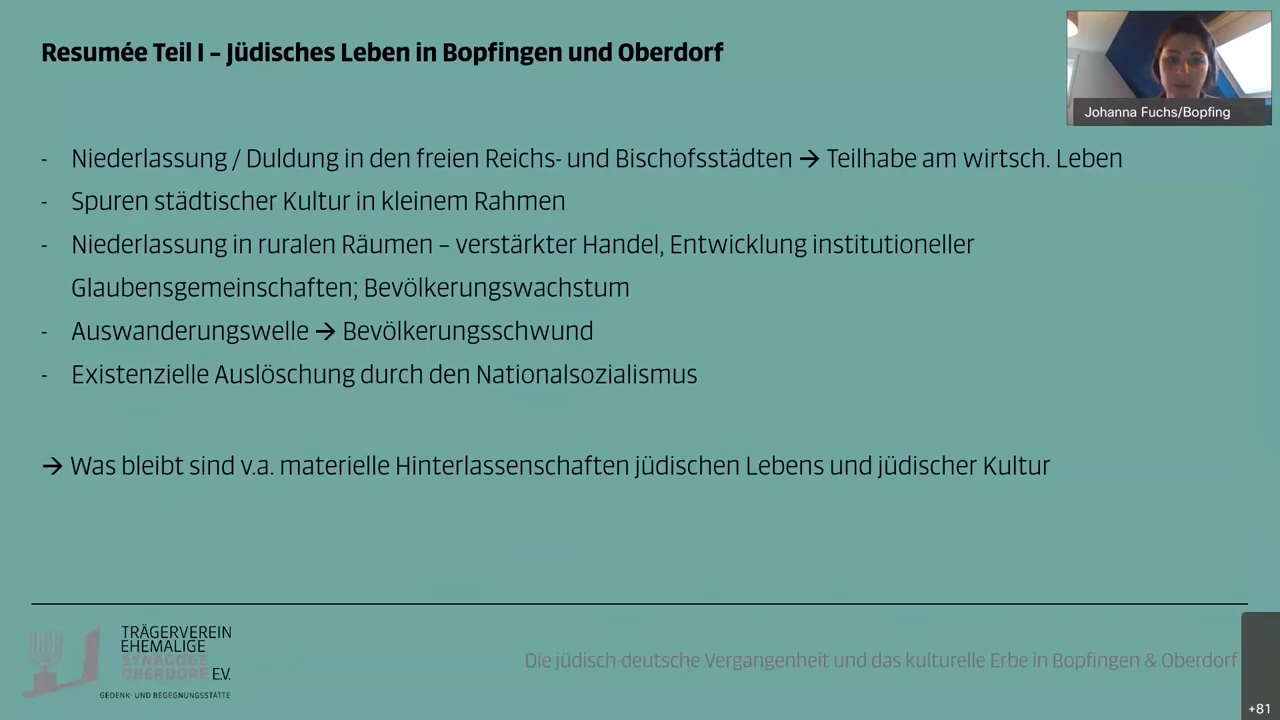 Resumée Teil I – Jüdisches Leben in Bopfingen und Oberdorf
Johanna Fuchs/Bopfing
- Niederlassung / Duldung in den freien Reichs- und Bischofsstädten → Teilhabe am wirtsch. Leben
- Spuren städtischer Kultur in kleinem Rahmen
- Niederlassung in ruralen Räumen – verstärkter Handel, Entwicklung institutioneller
Glaubensgemeinschaften; Bevölkerungswachstum
- Auswanderungswelle → Bevölkerungsschwund
- Existenzielle Auslöschung durch den Nationalsozialismus
→ Was bleibt sind v.a. materielle Hinterlassenschaften jüdischen Lebens und jüdischer Kultur
TRÄGERVEREIN
EHEMALIGE
SYNAGOGE
OBERDORF E.V.
GEDENK- UND BEGEGNUNGSSTÄTTE
Die jüdisch-deutsche Vergangenheit und das kulturelle Erbe in Bopfingen & Oberdorf
+81